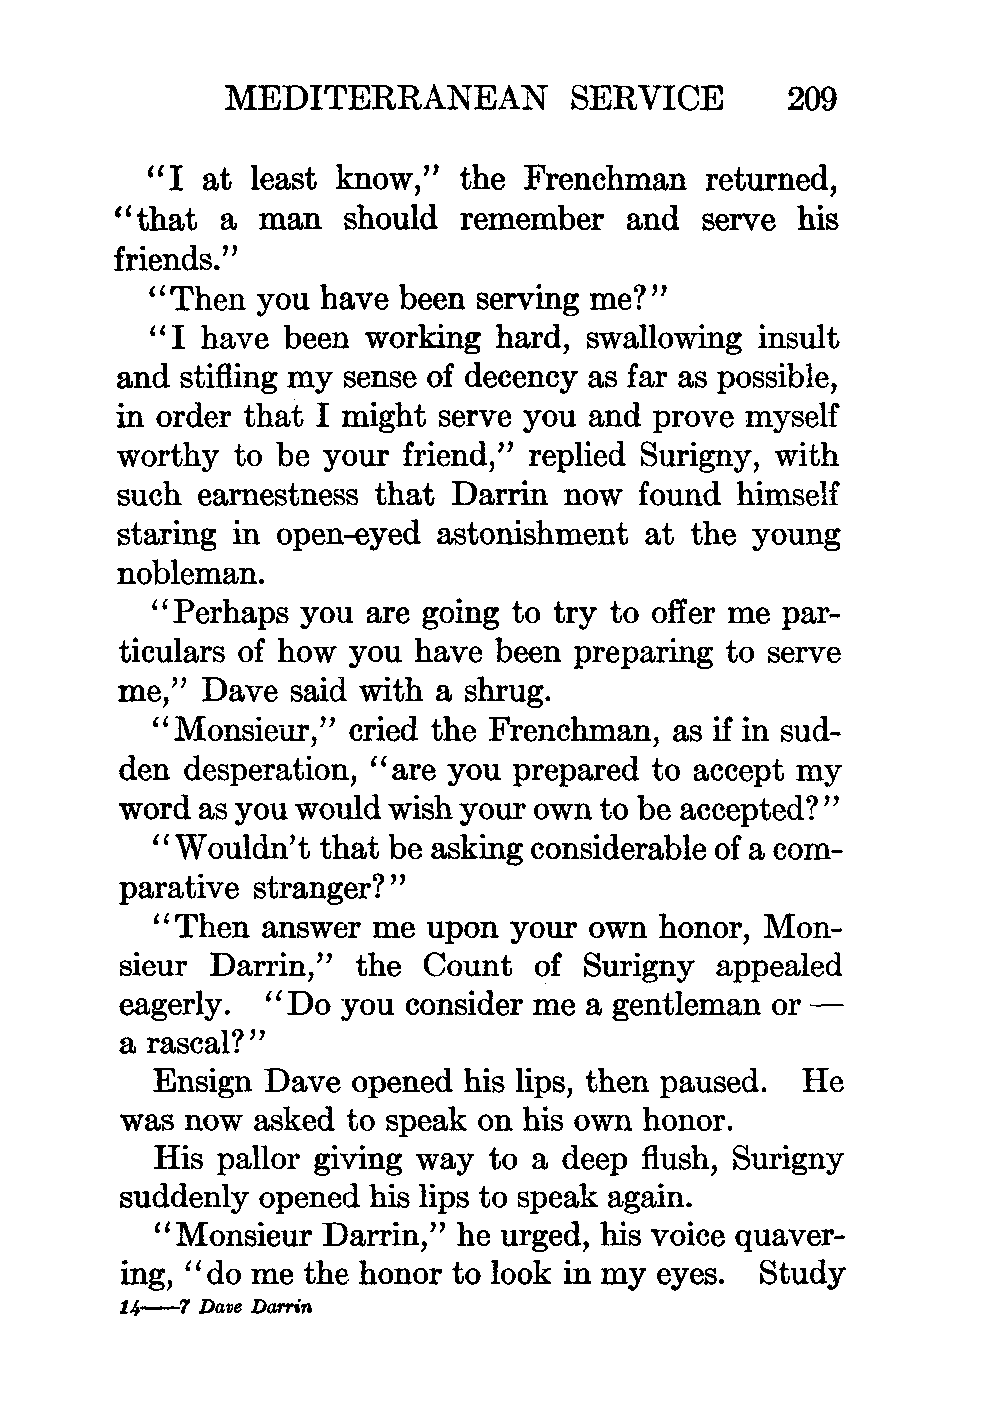 MEDITERRANEAN SERVICE 209
“I at least know,” the Frenchman returned,
“that a man should remember and serve his
friends.”
“Then you have been serving me?”
“I have been working hard, swallowing insult
and stifling my sense of decency as far as possible,
in order that I might serve you and prove myself
worthy to be your friend,” replied Surigny, with
such earnestness that Darrin now found himself
staring in open-eyed astonishment at the young
nobleman.
“Perhaps you are going to try to offer me par-
ticulars of how you have been preparing to serve
me,” Dave said with a shrug.
“Monsieur,” cried the Frenchman, as if in sud-
den desperation, “are you prepared to accept my
word as you would wish your own to be accepted?”
“Wouldn’t that be asking considerable of a com-
parative stranger?”
“Then answer me upon your own honor, Mon-
sieur Darrin,” the Count of Surigny appealed
eagerly. “Do you consider me a gentleman or —
a rascal?”
Ensign Dave opened his lips, then paused. He
was now asked to speak on his own honor.
His pallor giving way to a deep flush, Surigny
suddenly opened his lips to speak again.
“Monsieur Darrin,” he urged, his voice quaver-
ing, “do me the honor to look in my eyes. Study
14—7 Dave Darrin